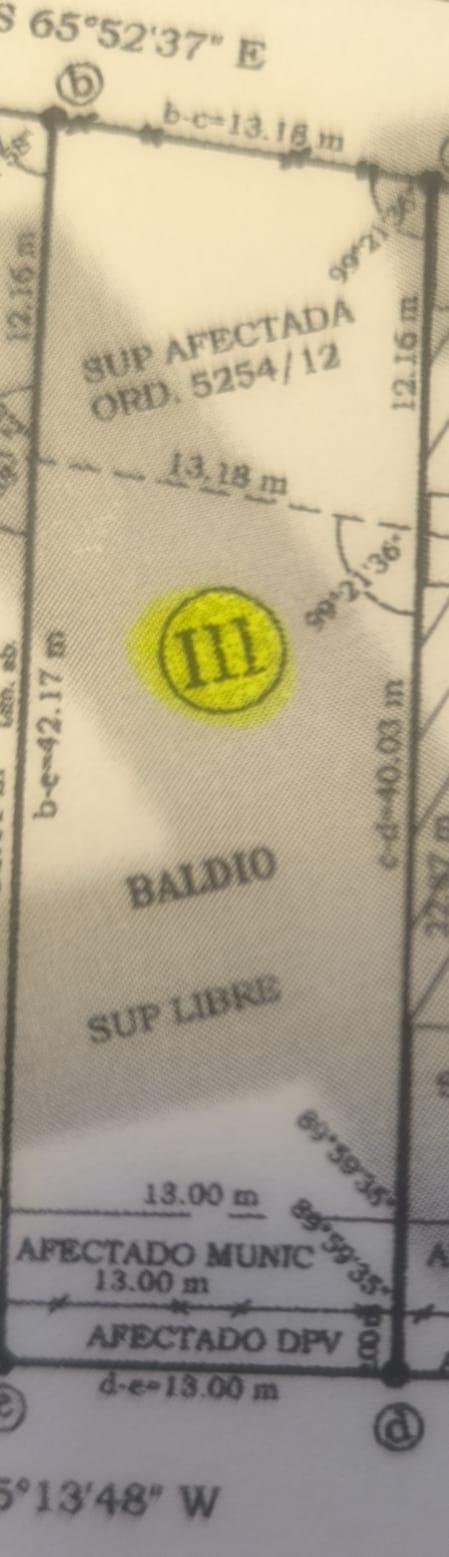 S 65°52'37" E
b
b-c=13.18 m
99°21'36"
12.16 m
12.16 m
SUP AFECTADA
ORD. 5254/12
13.18 m
99°21'36"
III
b-e=42.17 m
c-d=40.03 m
BALDIO
SUP LIBRE
89°59'35"
13.00 m
89°59'35"
AFECTADO MUNIC
13.00 m
AFECTADO DPV
d-e=13.00 m
e
d
5°13'48" W